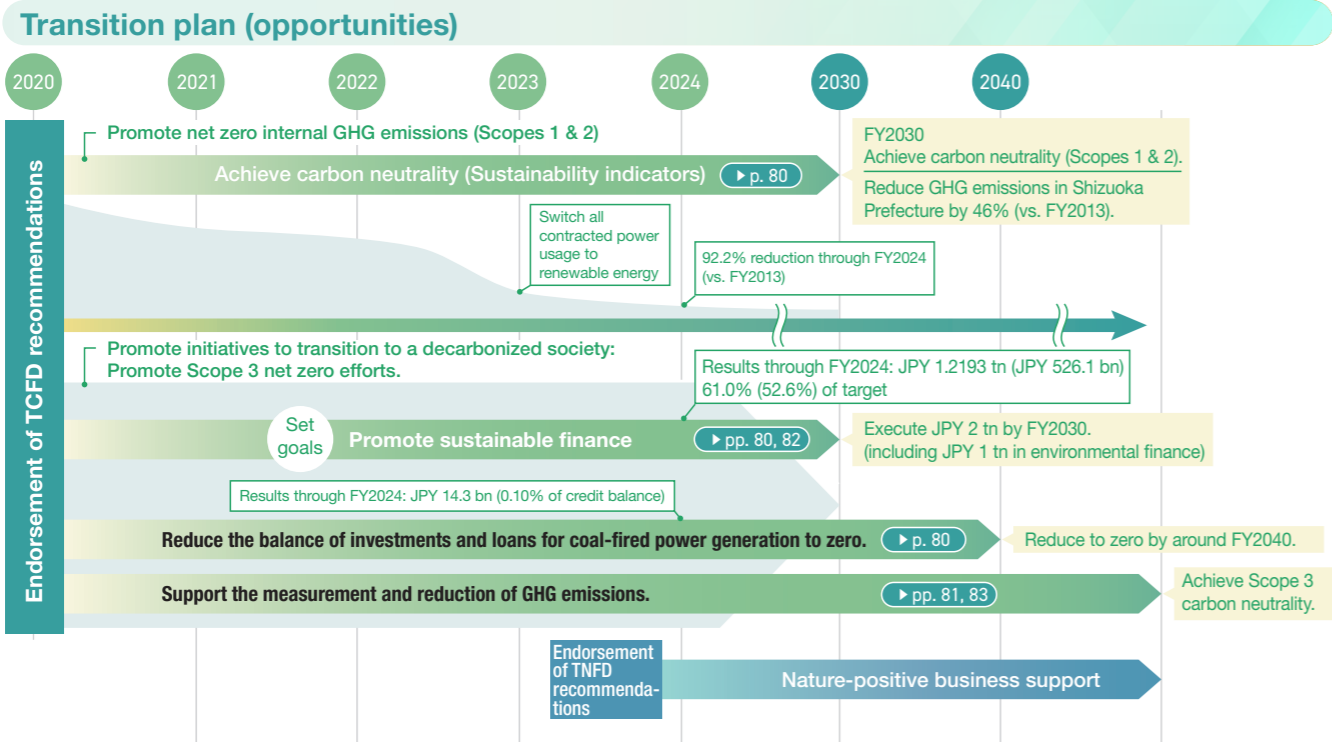 Transition plan (opportunities)
2020
2021
2022
2023
2024
2030
2040
Endorsement of TCFD recommendations
Promote net zero internal GHG emissions (Scopes 1 & 2)
Achieve carbon neutrality (Sustainability indicators)
p. 80
FY2030
Achieve carbon neutrality (Scopes 1 & 2).
Reduce GHG emissions in Shizuoka
Prefecture by 46% (vs. FY2013).
Switch all
contracted power
usage to
renewable energy
92.2% reduction through FY2024
(vs. FY2013)
Promote initiatives to transition to a decarbonized society:
Promote Scope 3 net zero efforts.
Results through FY2024: JPY 1.2193 tn (JPY 526.1 bn)
61.0% (52.6%) of target
Set
goals
Promote sustainable finance
pp. 80, 82
Execute JPY 2 tn by FY2030.
(including JPY 1 tn in environmental finance)
Results through FY2024: JPY 14.3 bn (0.10% of credit balance)
Reduce the balance of investments and loans for coal-fired power generation to zero.
p. 80
Reduce to zero by around FY2040.
Support the measurement and reduction of GHG emissions.
pp. 81, 83
Achieve Scope 3
carbon neutrality.
Endorsement
of TNFD
recommenda-
tions
Nature-positive business support